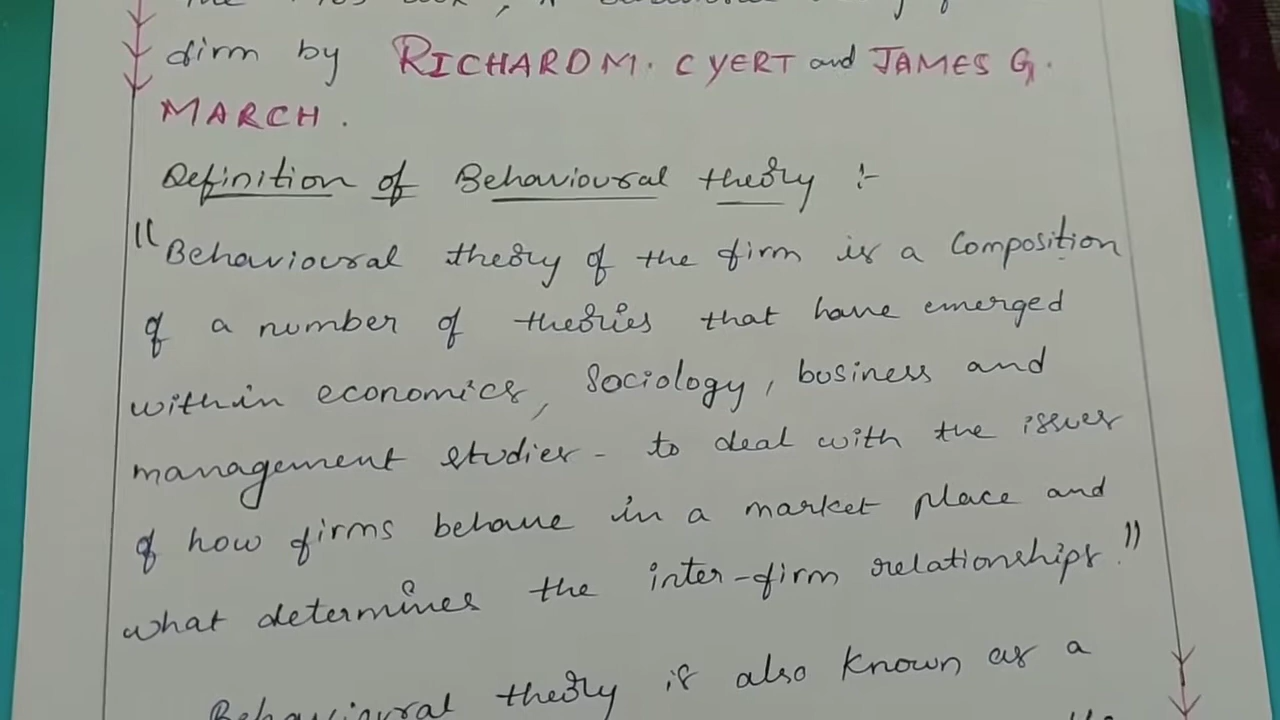 firm by RICHARD M. CYERT and JAMES G.
MARCH.
Definition of Behavioural theory :-
"Behavioural theory of the firm is a Composition
of a number of theories that have emerged
within economics, Sociology, business and
management studies - to deal with the issues
of how firms behave in a market place and
what determines the inter-firm relationships."
Behavioural theory is also known as a